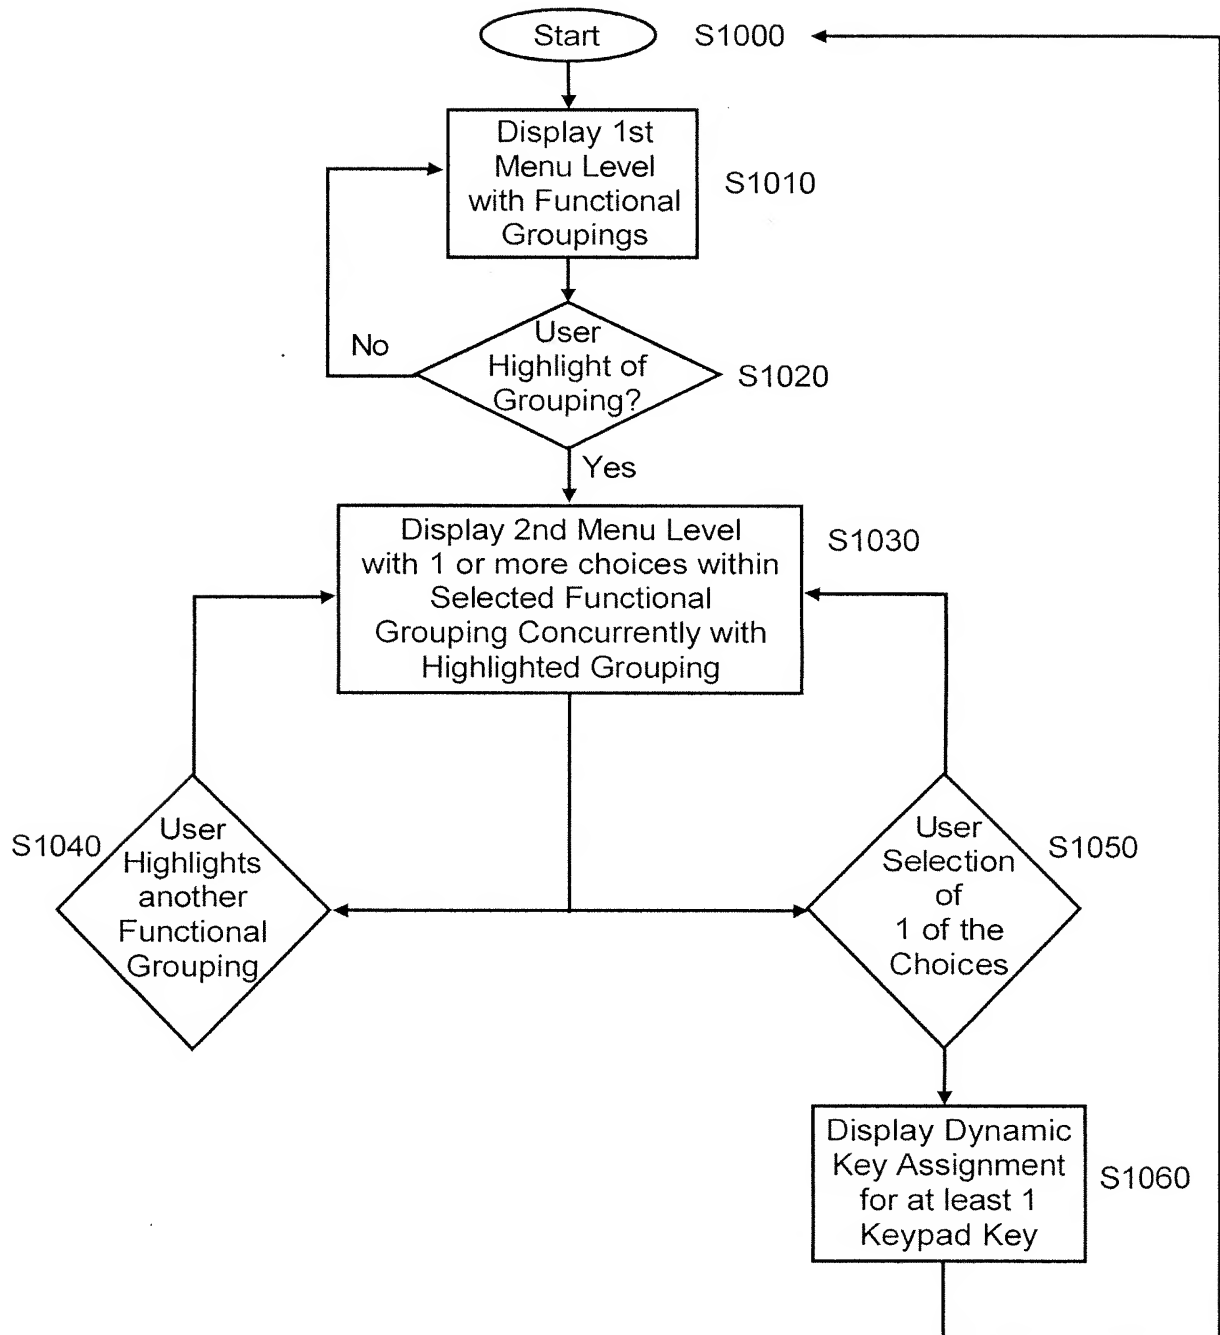 Start
S1000
Display 1st
Menu Level
with Functional
Groupings
S1010
No
User
Highlight of
Grouping?
S1020
Yes
Display 2nd Menu Level
with 1 or more choices within
Selected Functional
Grouping Concurrently with
Highlighted Grouping
S1030
S1040
User
Highlights
another
Functional
Grouping
User
Selection
of
1 of the
Choices
S1050
Display Dynamic
Key Assignment
for at least 1
Keypad Key
S1060